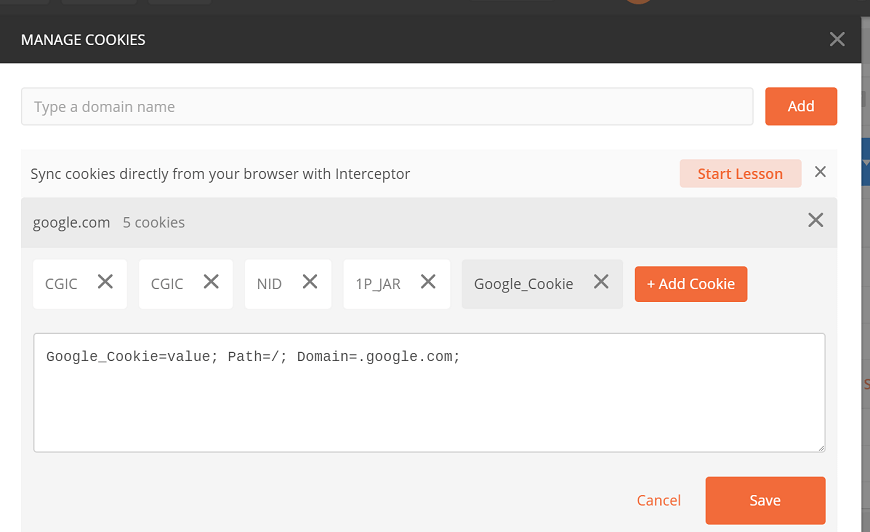 MANAGE COOKIES
Type a domain name
Add
Sync cookies directly from your browser with Interceptor
Start Lesson
google.com 5 cookies
CGIC CGIC NID 1P_JAR Google_Cookie + Add Cookie
Google_Cookie=value; Path=/; Domain=.google.com;
Cancel
Save